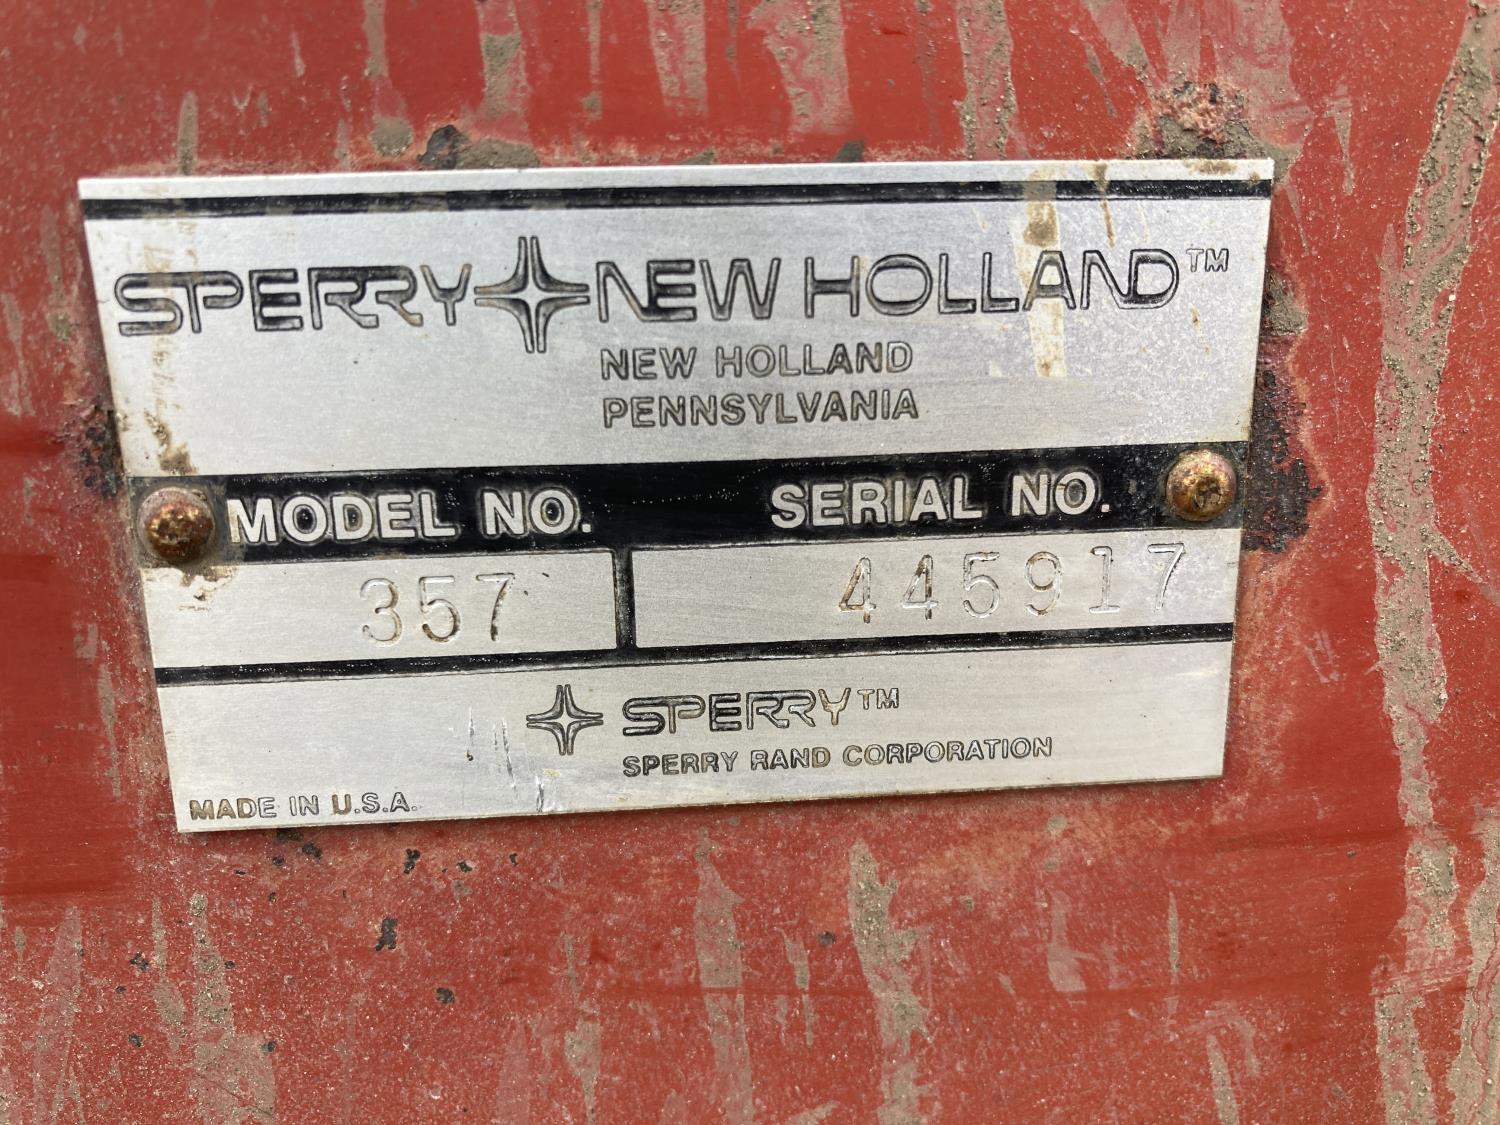 SPERRY NEW HOLLAND™
NEW HOLLAND
PENNSYLVANIA
MODEL NO. SERIAL NO.
357 445917
SPERRY™
SPERRY RAND CORPORATION
MADE IN U.S.A.